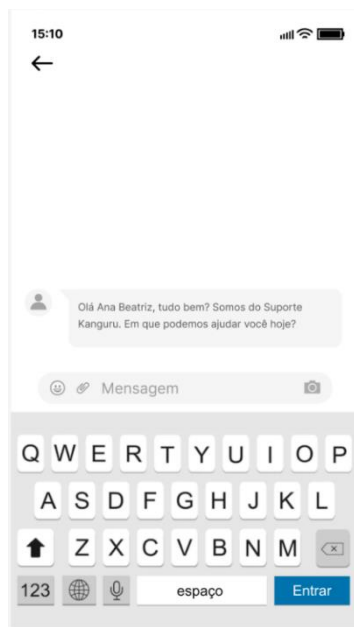 15:10
Olá Ana Beatriz, tudo bem? Somos do Suporte
Kanguru. Em que podemos ajudar você hoje?
Mensagem
Q W E R T Y U I O P
A S D F G H J K L
Z X C V B N M
123 espaço Entrar